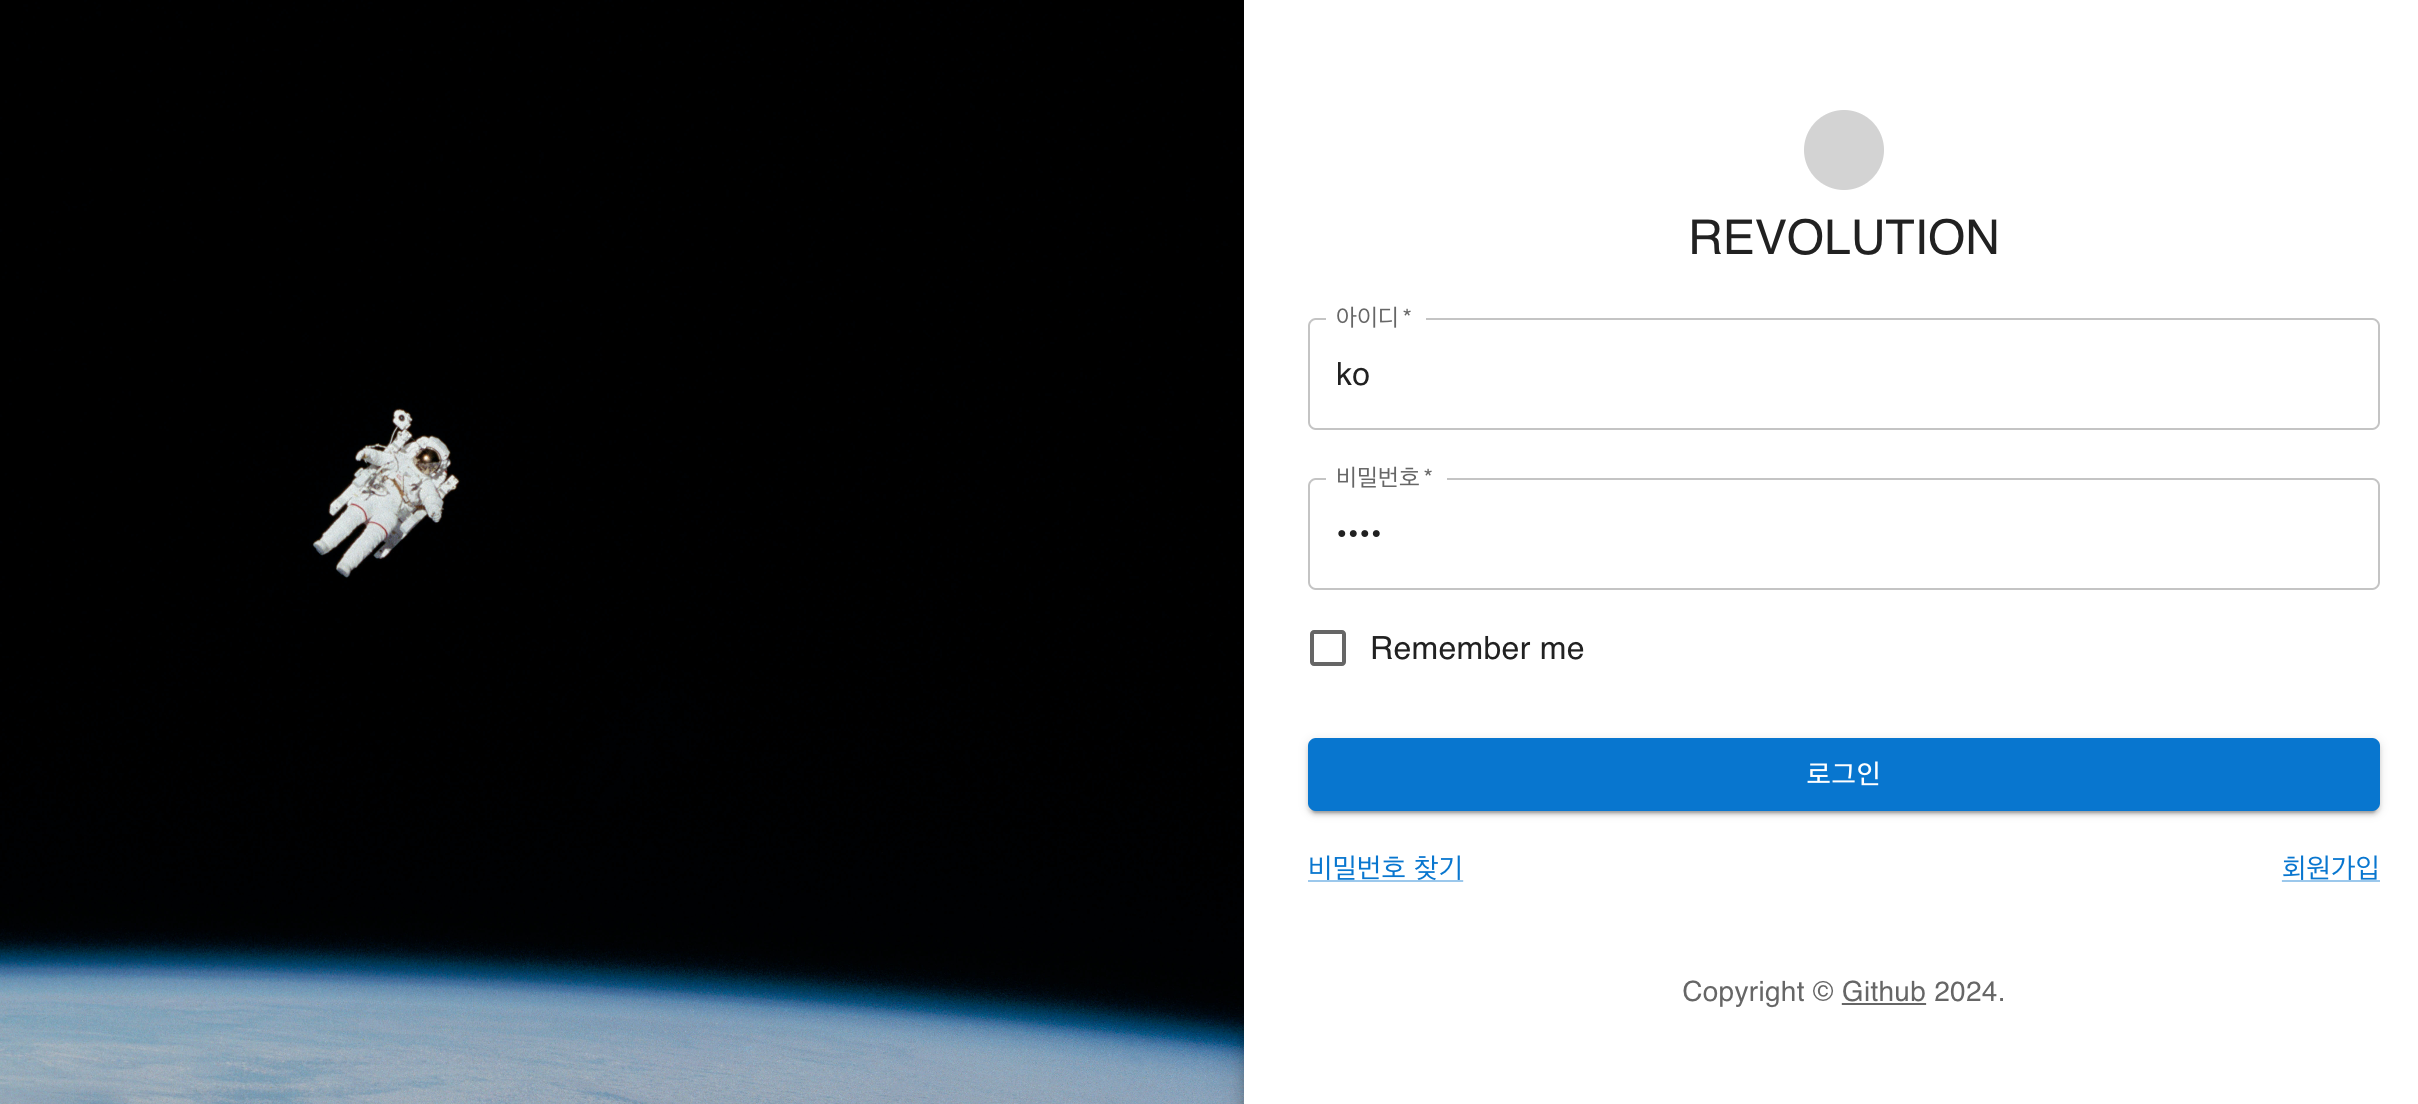 REVOLUTION
아이디 *
ko
비밀번호 *
••••
Remember me
로그인
비밀번호 찾기
회원가입
Copyright © Github 2024.